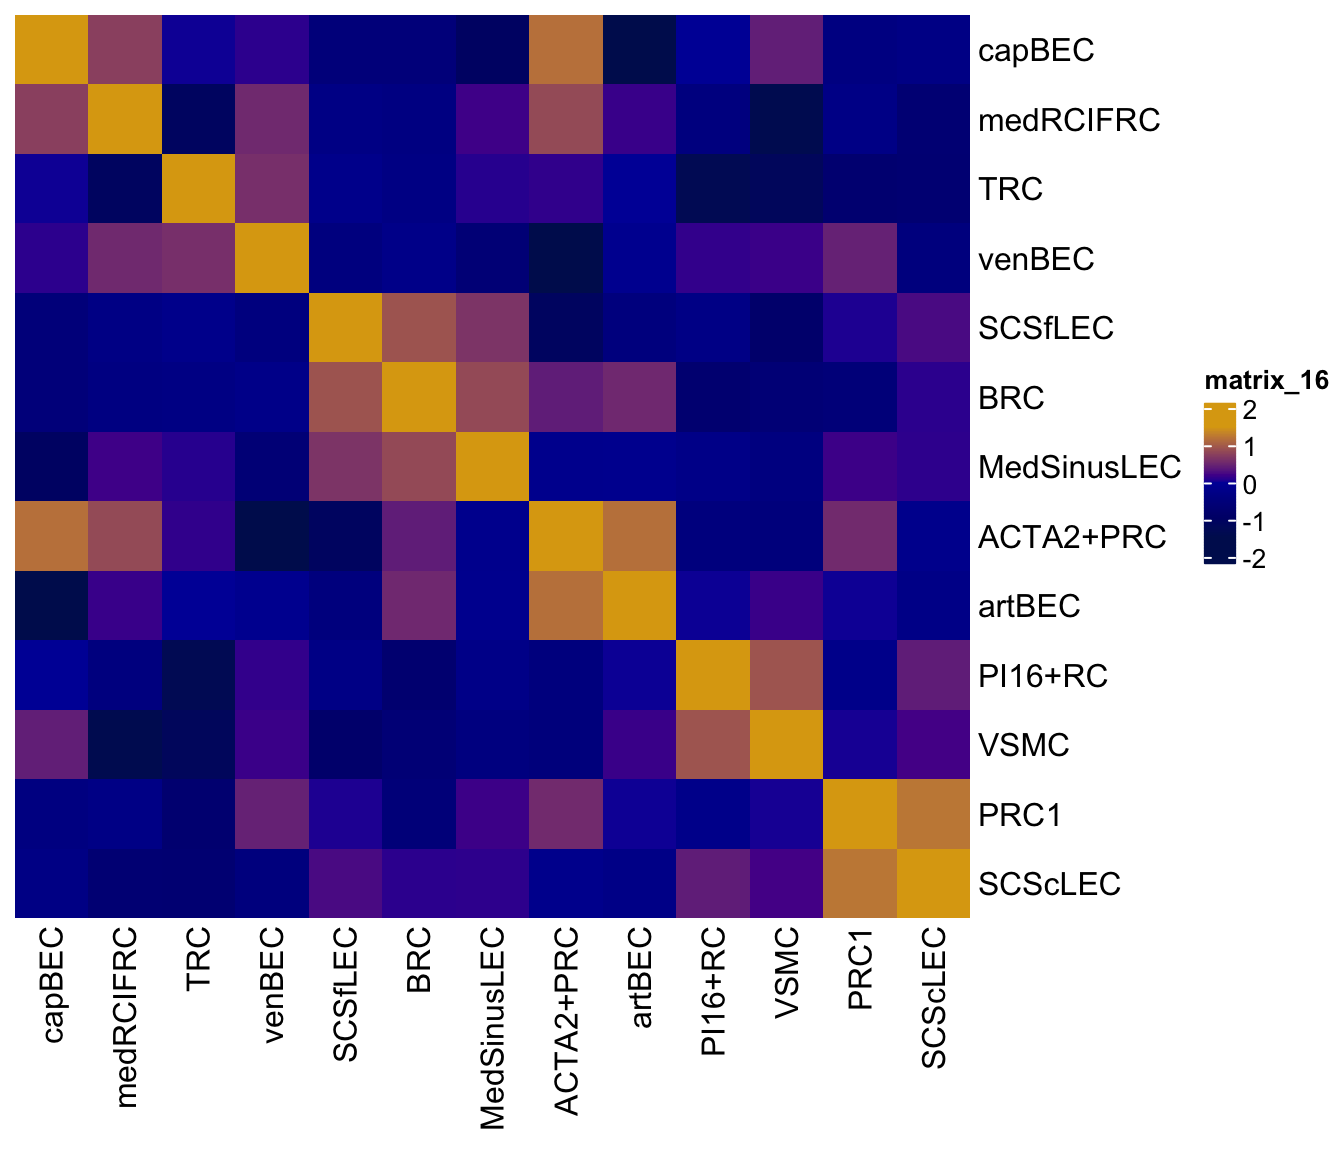 capBEC
medRCIFRC
TRC
venBEC
SCSfLEC
BRC
MedSinusLEC
ACTA2+PRC
artBEC
PI16+RC
VSMC
PRC1
SCScLEC
matrix_16
2
1
0
-1
-2
capBEC
medRCIFRC
TRC
venBEC
SCSfLEC
BRC
MedSinusLEC
ACTA2+PRC
artBEC
PI16+RC
VSMC
PRC1
SCScLEC